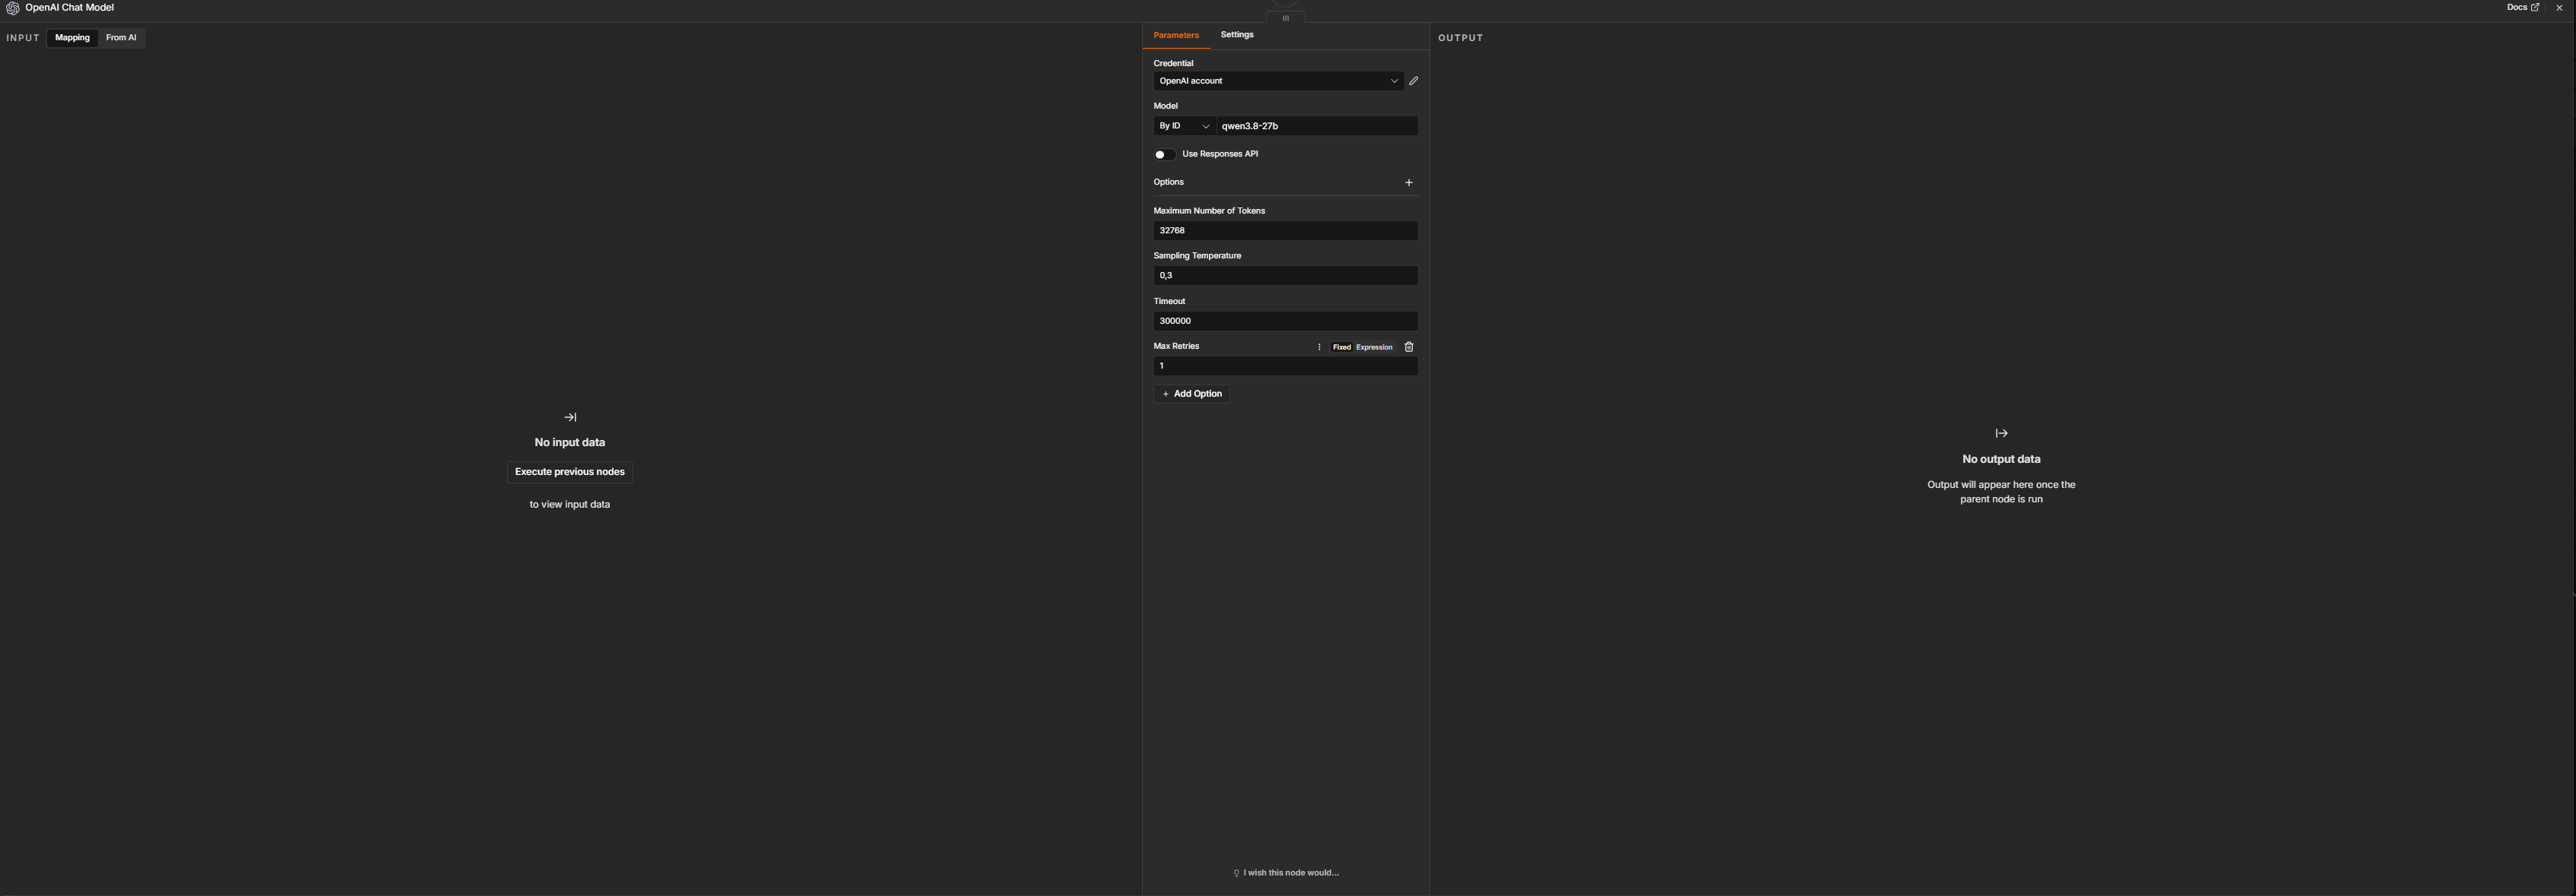 OpenAI Chat Model
Docs
INPUT
Mapping
From AI
No input data
Execute previous nodes
to view input data
Parameters
Settings
Credential
OpenAI account
Model
By ID
qwen3.8-27b
Use Responses API
Options
Maximum Number of Tokens
32768
Sampling Temperature
0,3
Timeout
300000
Max Retries
Fixed
Expression
1
Add Option
I wish this node would...
OUTPUT
No output data
Output will appear here once the
parent node is run